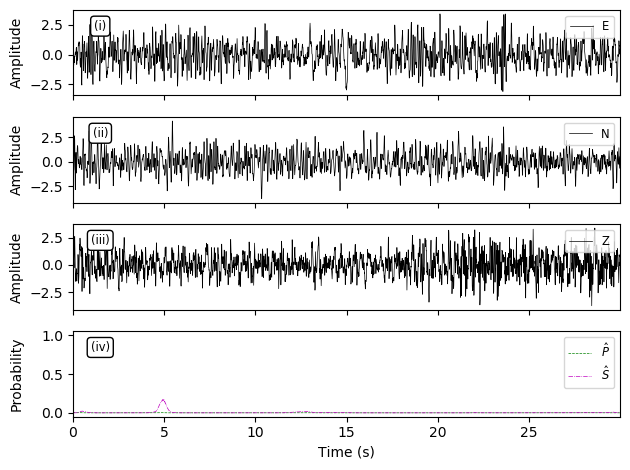 Amplitude
2.5
0.0
−2.5
(i)
E
Amplitude
2.5
0.0
−2.5
(ii)
N
Amplitude
2.5
0.0
−2.5
(iii)
Z
Probability
1.0
0.5
0.0
(iv)
P̂
Ŝ
0 5 10 15 20 25
Time (s)